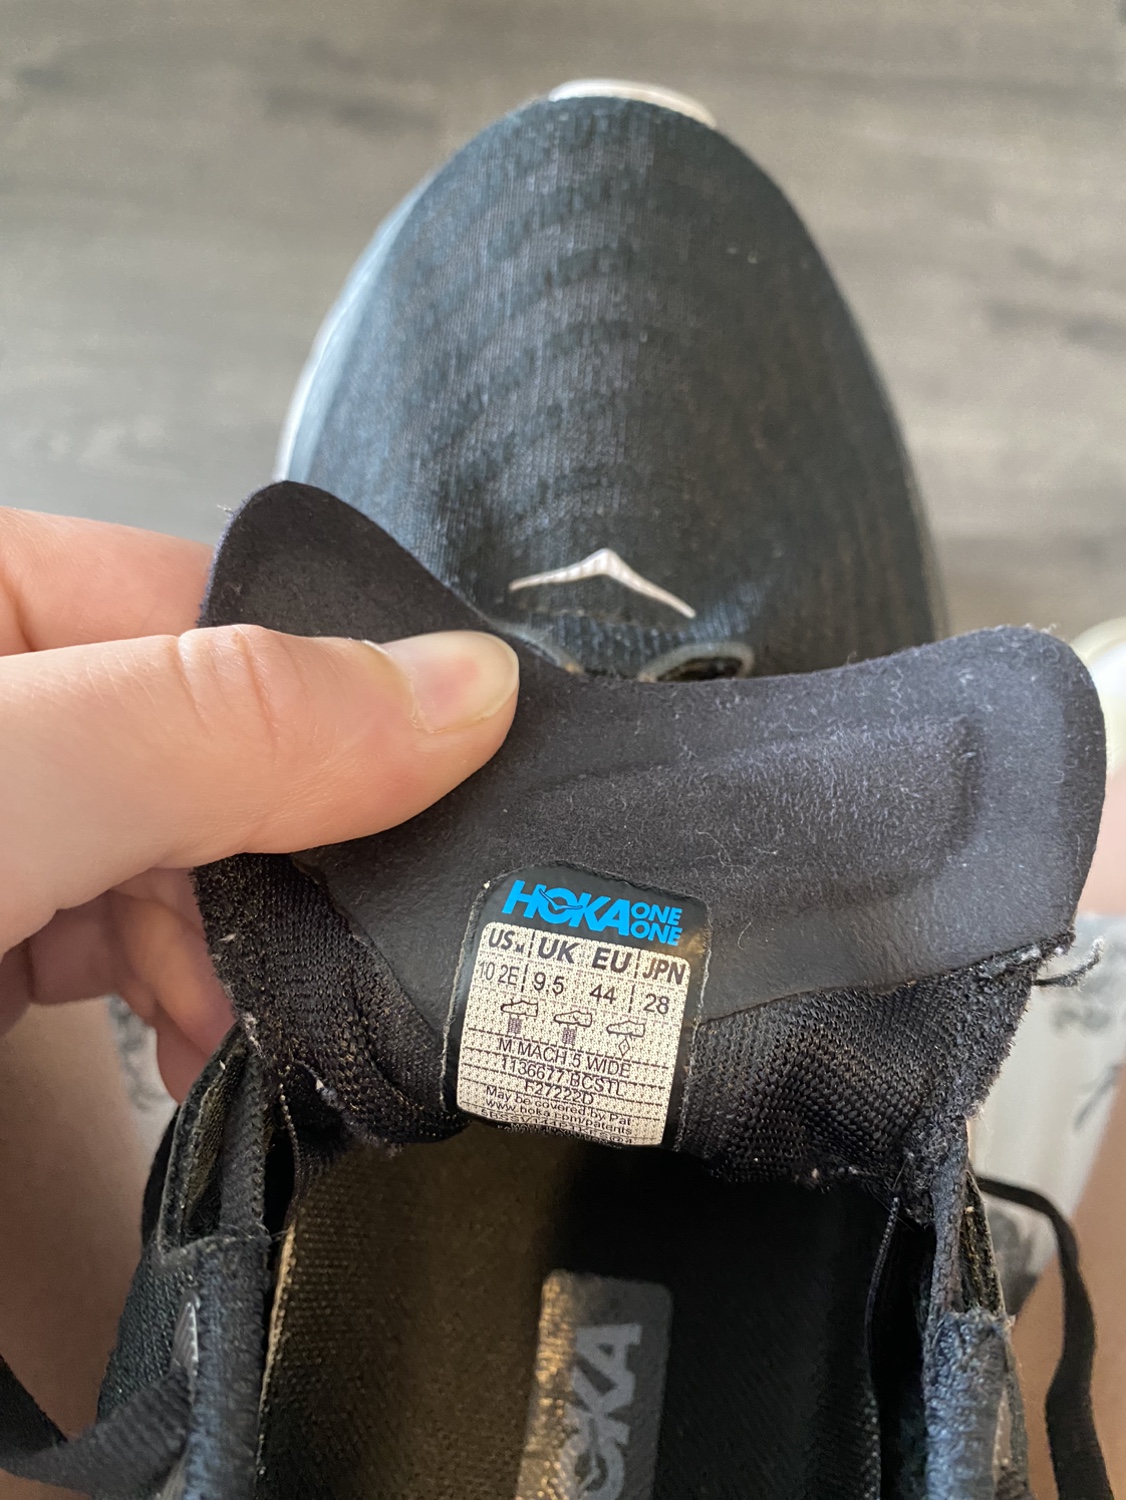 HOKA ONE ONE
US M UK EU JPN
10 2E 9.5 44 28
M MACH 5 WIDE
1136677 BCSTL
F27222D
May be covered by Pat
HOKA